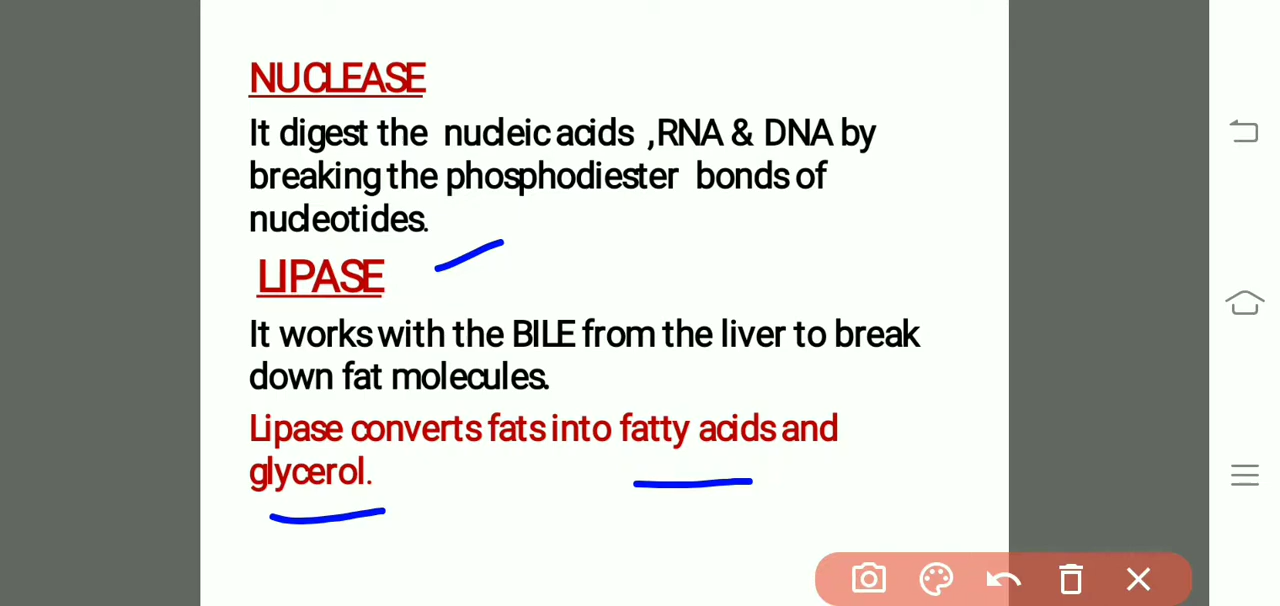 NUCLEASE
It digest the nucleic acids ,RNA & DNA by
breaking the phosphodiester bonds of
nucleotides.
LIPASE
It works with the BILE from the liver to break
down fat molecules.
Lipase converts fats into fatty acids and
glycerol.